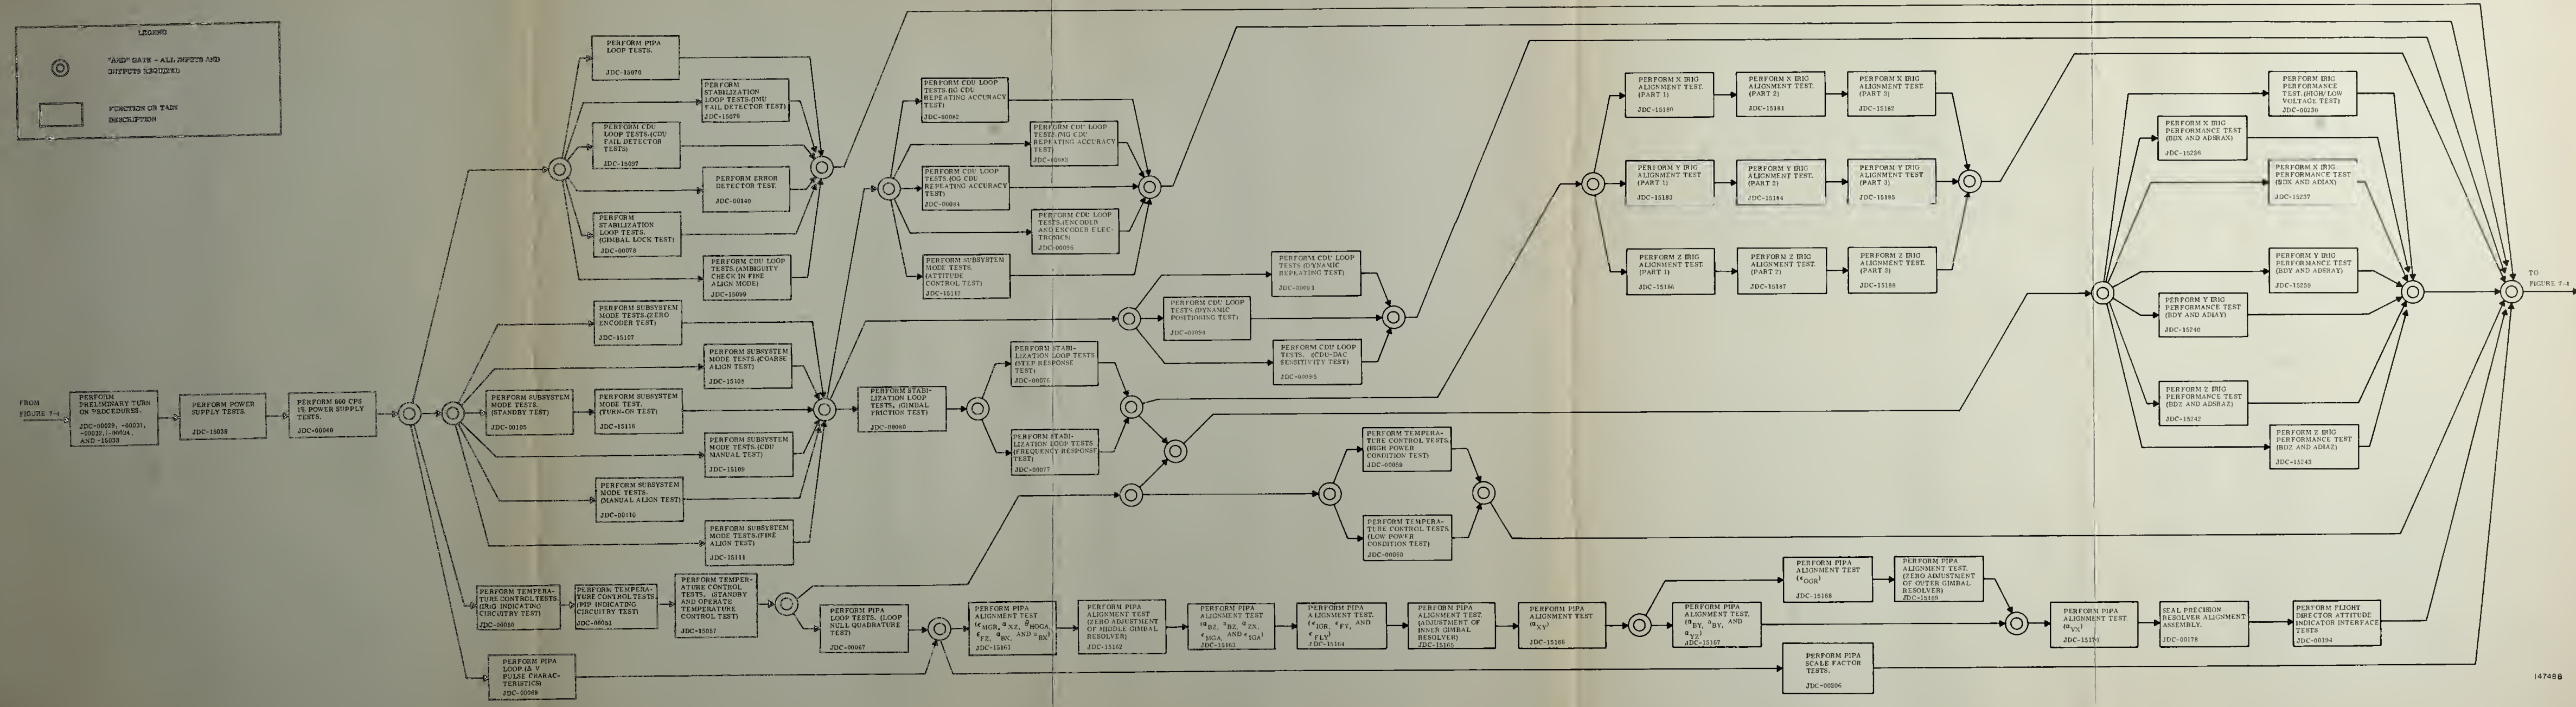 LEGEND
"AND" GATE - ALL INPUTS AND
OUTPUTS REQUIRED
FUNCTION OR TASK
DESCRIPTION
FROM
FIGURE 7-4
PERFORM
PRELIMINARY TURN
ON PROCEDURES.
JDC-00029, -00031,
AND -15033
PERFORM POWER
SUPPLY TESTS.
JDC-15038
PERFORM 800 CPS
1% POWER SUPPLY
TESTS.
JDC-00040
PERFORM PIPA
LOOP TESTS.
JDC-15070
PERFORM
STABILIZATION
LOOP TESTS-(IMU
FAIL DETECTOR TEST)
JDC-15079
PERFORM CDU
LOOP TESTS-(CDU
FAIL DETECTOR
TESTS)
JDC-15097
PERFORM ERROR
DETECTOR TEST.
JDC-00140
PERFORM
STABILIZATION
LOOP TESTS.
(GIMBAL LOCK TEST)
JDC-00078
PERFORM CDU LOOP
TESTS.(AMBIGUITY
CHECK IN FINE
ALIGN MODE)
JDC-15099
PERFORM SUBSYSTEM
MODE TESTS.(ZERO
ENCODER TEST)
JDC-15107
PERFORM SUBSYSTEM
MODE TESTS.(COARSE
ALIGN TEST)
JDC-15108
PERFORM SUBSYSTEM
MODE TESTS.
(STANDBY TEST)
JDC-00105
PERFORM SUBSYSTEM
MODE TEST.
(TURN-ON TEST)
JDC-15116
PERFORM SUBSYSTEM
MODE TESTS.(CDU
MANUAL TEST)
JDC-15109
PERFORM SUBSYSTEM
MODE TESTS.
(MANUAL ALIGN TEST)
JDC-00110
PERFORM SUBSYSTEM
MODE TESTS.(FINE
ALIGN TEST)
JDC-15111
PERFORM TEMPERA-
TURE CONTROL TESTS.
(IRIG INDICATING
CIRCUITRY TEST)
JDC-00050
PERFORM TEMPERA-
TURE CONTROL TESTS.
(PIP INDICATING
CIRCUITRY TEST)
JDC-00051
PERFORM TEMPER-
ATURE CONTROL
TESTS. (STANDBY
AND OPERATE
TEMPERATURE
CONTROL TEST)
JDC-15057
PERFORM PIPA
LOOP (Δ V
PULSE CHARAC-
TERISTICS)
JDC-00068
PERFORM PIPA
LOOP TESTS. (LOOP
NULL QUADRATURE
TEST)
JDC-00067
PERFORM CDU LOOP
TESTS-(IG CDU
REPEATING ACCURACY
TEST)
JDC-00082
PERFORM CDU LOOP
TESTS.(MG CDU
REPEATING ACCURACY
TEST)
JDC-00083
PERFORM CDU LOOP
TESTS.(OG CDU
REPEATING ACCURACY
TEST)
JDC-00084
PERFORM CDU LOOP
TESTS.(ENCODER
AND ENCODER ELEC-
TRONICS)
JDC-00096
PERFORM SUBSYSTEM
MODE TESTS.
(ATTITUDE
CONTROL TEST)
JDC-15112
PERFORM STABI-
LIZATION LOOP
TESTS. (GIMBAL
FRICTION TEST)
JDC-00080
PERFORM STABI-
LIZATION LOOP TESTS
(STEP RESPONSE
TEST)
JDC-00076
PERFORM STABI-
LIZATION LOOP TESTS
(FREQUENCY RESPONSE
TEST)
JDC-00077
PERFORM CDU LOOP
TESTS (DYNAMIC
REPEATING TEST)
JDC-00093
PERFORM CDU LOOP
TESTS.(DYNAMIC
POSITIONING TEST)
JDC-00094
PERFORM CDU LOOP
TESTS. (CDU-DAC
SENSITIVITY TEST)
JDC-00095
PERFORM TEMPERA-
TURE CONTROL TESTS.
(HIGH POWER
CONDITION TEST)
JDC-00059
PERFORM TEMPERA-
TURE CONTROL TESTS.
(LOW POWER
CONDITION TEST)
JDC-00060
PERFORM PIPA
ALIGNMENT TEST
JDC-15161
PERFORM PIPA
ALIGNMENT TEST
(ZERO ADJUSTMENT
OF MIDDLE GIMBAL
RESOLVER)
JDC-15162
PERFORM PIPA
ALIGNMENT TEST
JDC-15163
PERFORM PIPA
ALIGNMENT TEST.
JDC-15164
PERFORM PIPA
ALIGNMENT TEST.
(ADJUSTMENT OF
INNER GIMBAL
RESOLVER)
JDC-15165
PERFORM PIPA
ALIGNMENT TEST
(αXY)
JDC-15166
PERFORM PIPA
ALIGNMENT TEST.
JDC-15167
PERFORM PIPA
ALIGNMENT TEST
(εOGR)
JDC-15168
PERFORM PIPA
ALIGNMENT TEST.
(ZERO ADJUSTMENT
OF OUTER GIMBAL
RESOLVER)
JDC-15169
PERFORM PIPA
SCALE FACTOR
TESTS.
JDC-00206
PERFORM PIPA
ALIGNMENT TEST.
(αYX)
SEAL PRECISION
RESOLVER ALIGNMENT
ASSEMBLY.
JDC-00178
PERFORM FLIGHT
DIRECTOR ATTITUDE
INDICATOR INTERFACE
TESTS
JDC-00194
PERFORM X IRIG
ALIGNMENT TEST.
(PART 1)
JDC-15180
PERFORM X IRIG
ALIGNMENT TEST.
(PART 2)
JDC-15181
PERFORM X IRIG
ALIGNMENT TEST.
(PART 3)
JDC-15182
PERFORM Y IRIG
ALIGNMENT TEST
(PART 1)
JDC-15183
PERFORM Y IRIG
ALIGNMENT TEST.
(PART 2)
JDC-15184
PERFORM Y IRIG
ALIGNMENT TEST
(PART 3)
JDC-15185
PERFORM Z IRIG
ALIGNMENT TEST.
(PART 1)
JDC-15186
PERFORM Z IRIG
ALIGNMENT TEST.
(PART 2)
JDC-15187
PERFORM Z IRIG
ALIGNMENT TEST.
(PART 3)
JDC-15188
PERFORM IRIG
PERFORMANCE
TEST.(HIGH/LOW
VOLTAGE TEST)
JDC-00230
PERFORM X IRIG
PERFORMANCE TEST
(BDX AND ADSRAX)
JDC-15236
PERFORM X IRIG
PERFORMANCE TEST
(BDX AND ADIAX)
JDC-15237
PERFORM Y IRIG
PERFORMANCE TEST
(BDY AND ADSRAY)
JDC-15239
PERFORM Y IRIG
PERFORMANCE TEST
(BDY AND ADIAY)
JDC-15240
PERFORM Z IRIG
PERFORMANCE TEST
(BDZ AND ADSRAZ)
JDC-15242
PERFORM Z IRIG
PERFORMANCE TEST
(BDZ AND ADIAZ)
JDC-15243
TO
FIGURE 7-4
14748B